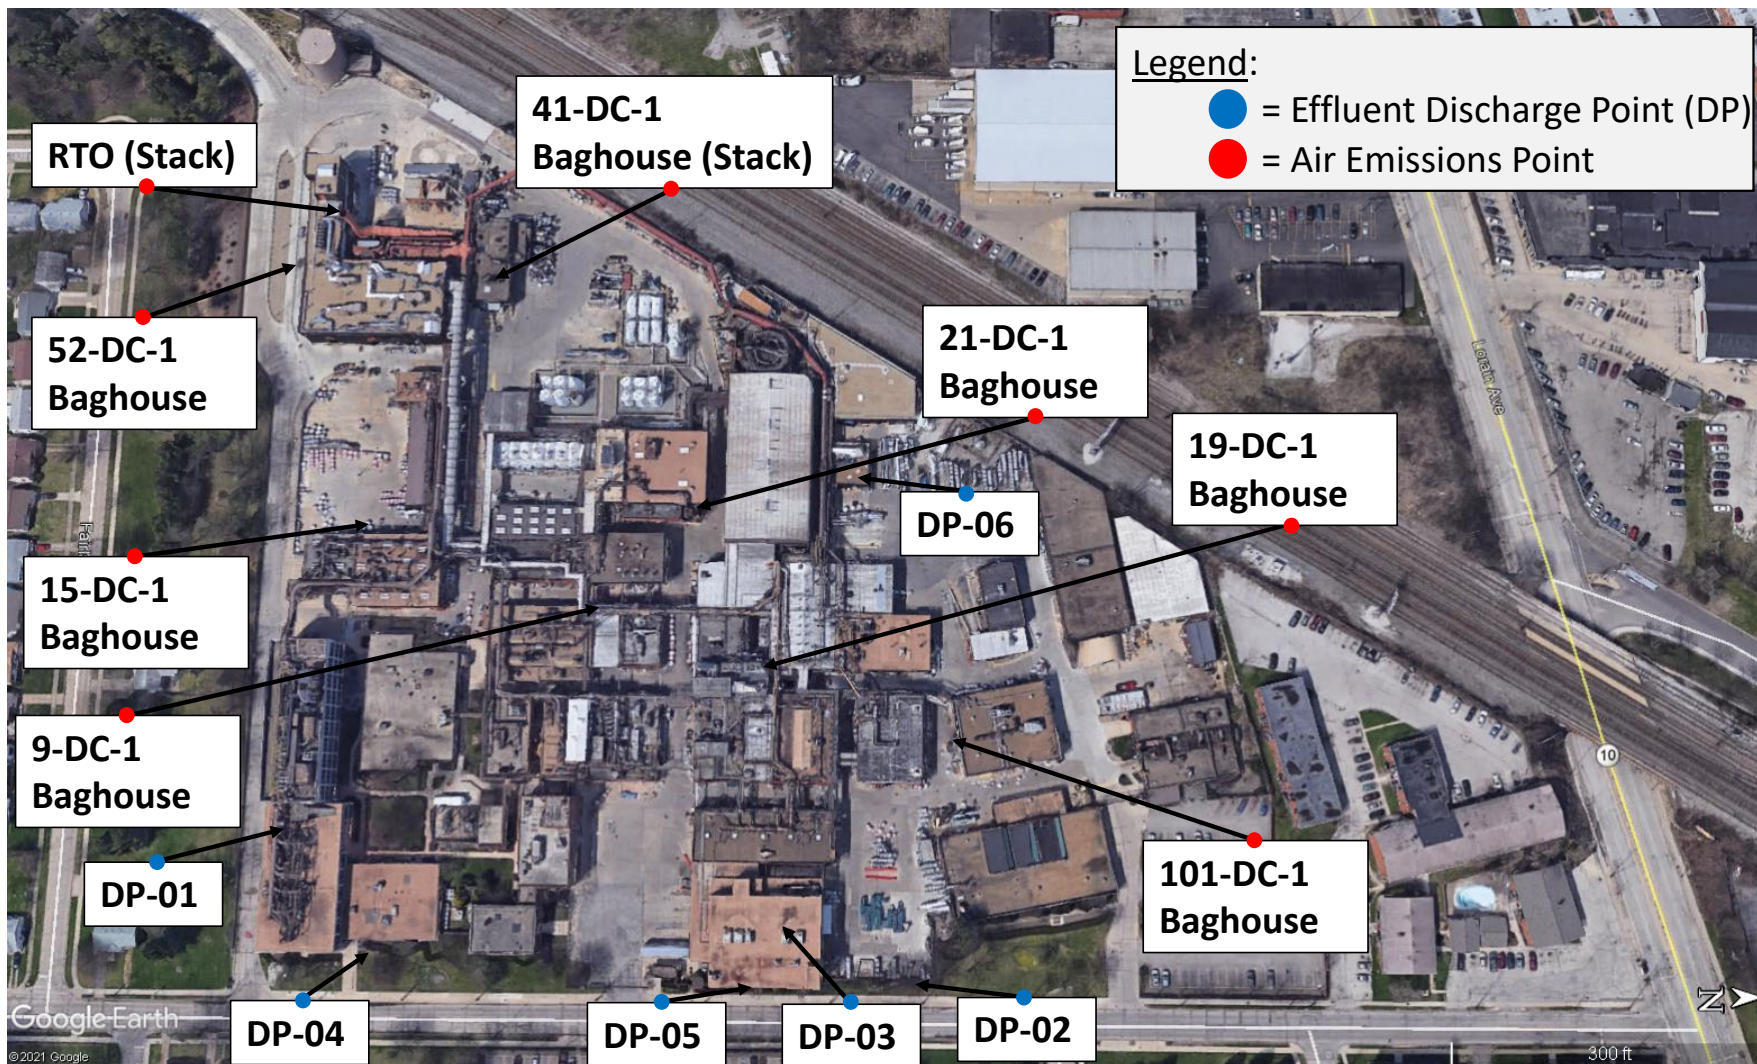 Legend:
= Effluent Discharge Point (DP)
= Air Emissions Point
41-DC-1
Baghouse (Stack)
RTO (Stack)
52-DC-1
Baghouse
21-DC-1
Baghouse
19-DC-1
Baghouse
DP-06
Lorain Ave
15-DC-1
Baghouse
9-DC-1
Baghouse
10
DP-01
101-DC-1
Baghouse
DP-04
DP-05
DP-03
DP-02
N
Google Earth
©2021 Google
300 ft